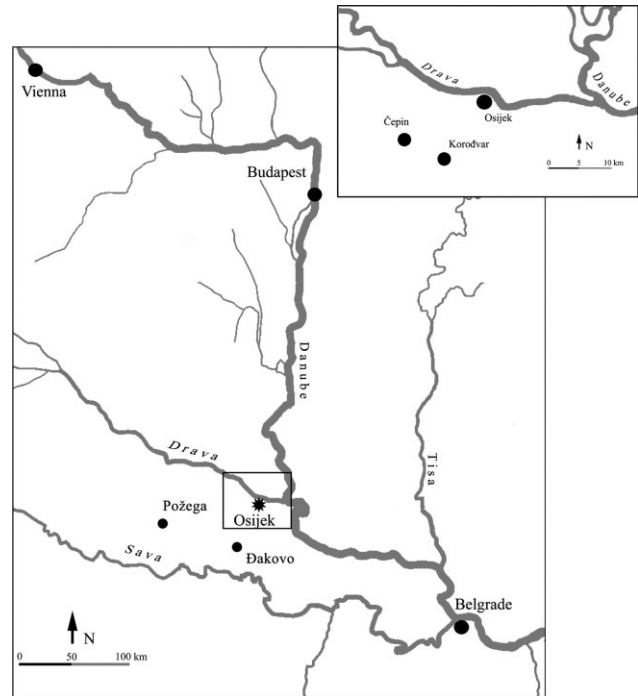 Drava
Danube
Osijek
Čepin
Korođvar
N
0 5 10 km
Vienna
Budapest
Danube
Tisa
Drava
Požega
Osijek
Đakovo
Sava
Belgrade
N
0 50 100 km